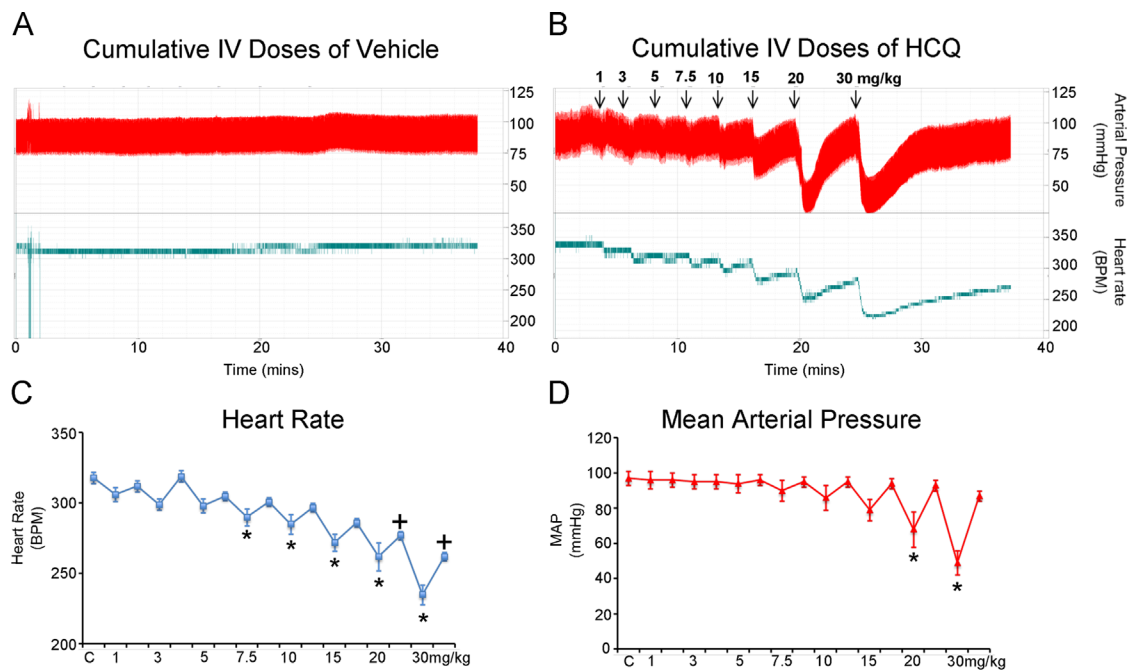 A
Cumulative IV Doses of Vehicle
125
100
75
50
350
300
250
200
0 10 20 30 40
Time (mins)
B
Cumulative IV Doses of HCQ
1 3 5 7.5 10 15 20 30 mg/kg
125
100
75
50
Arterial Pressure
(mmHg)
350
300
250
200
Heart rate
(BPM)
0 10 20 30 40
Time (mins)
C
Heart Rate
Heart Rate
(BPM)
350
300
250
200
+
+
* * * * *
C 1 3 5 7.5 10 15 20 30mg/kg
D
Mean Arterial Pressure
MAP
(mmHg)
120
100
80
60
40
20
0
* *
C 1 3 5 7.5 10 15 20 30mg/kg